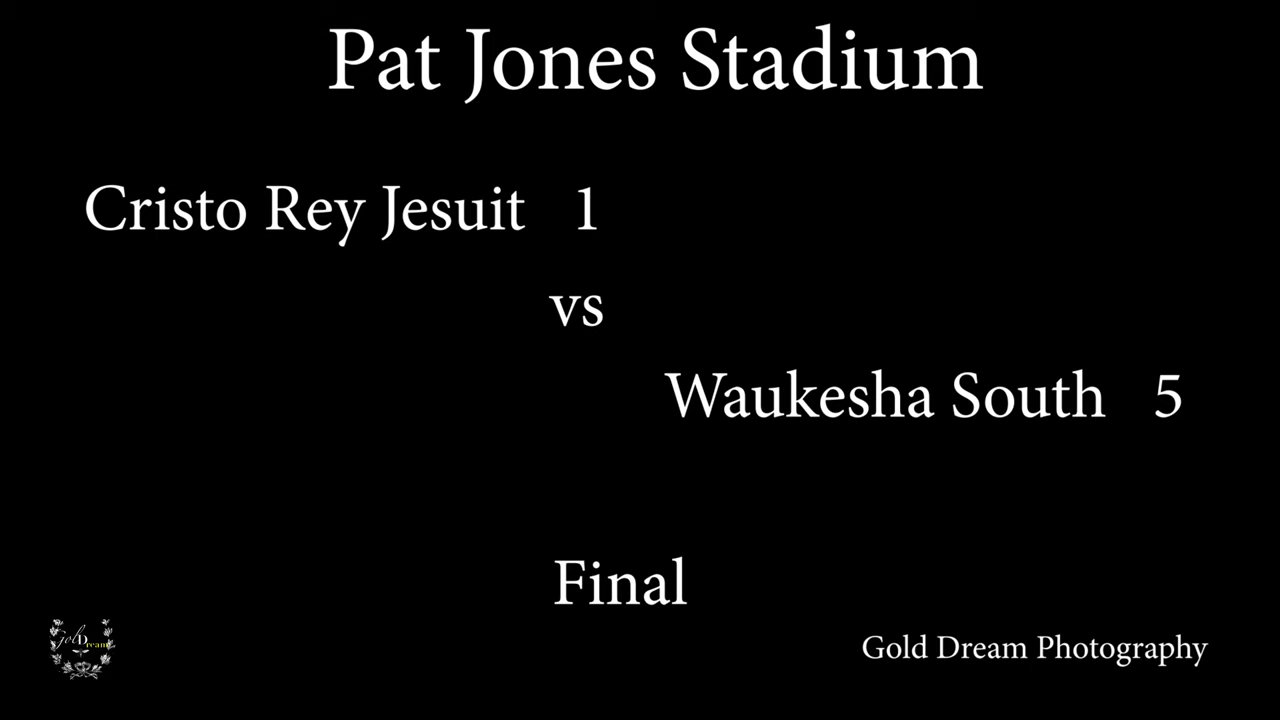 Pat Jones Stadium
Cristo Rey Jesuit 1
vs
Waukesha South 5
Final
Gold Dream Photography